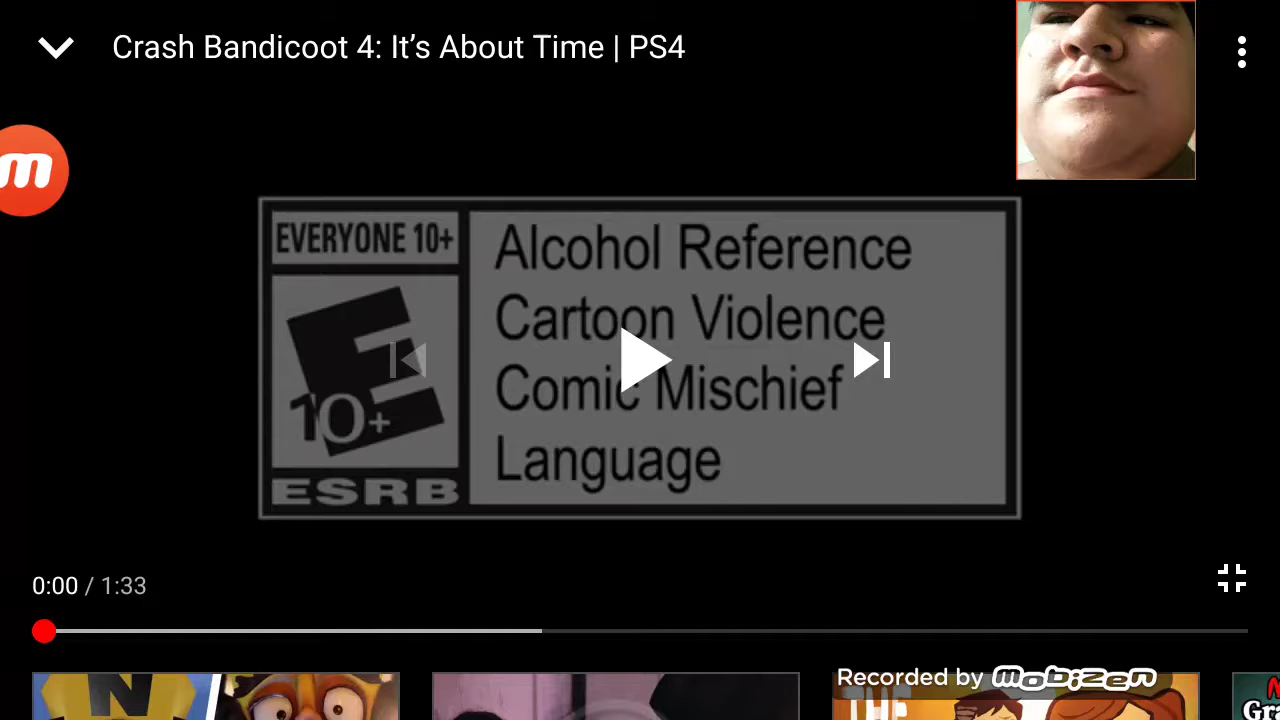 Crash Bandicoot 4: It’s About Time | PS4
m
EVERYONE 10+
E
10+
ESRB
Alcohol Reference
Cartoon Violence
Comic Mischief
Language
0:00 / 1:33
Recorded by mobizen
N
THE